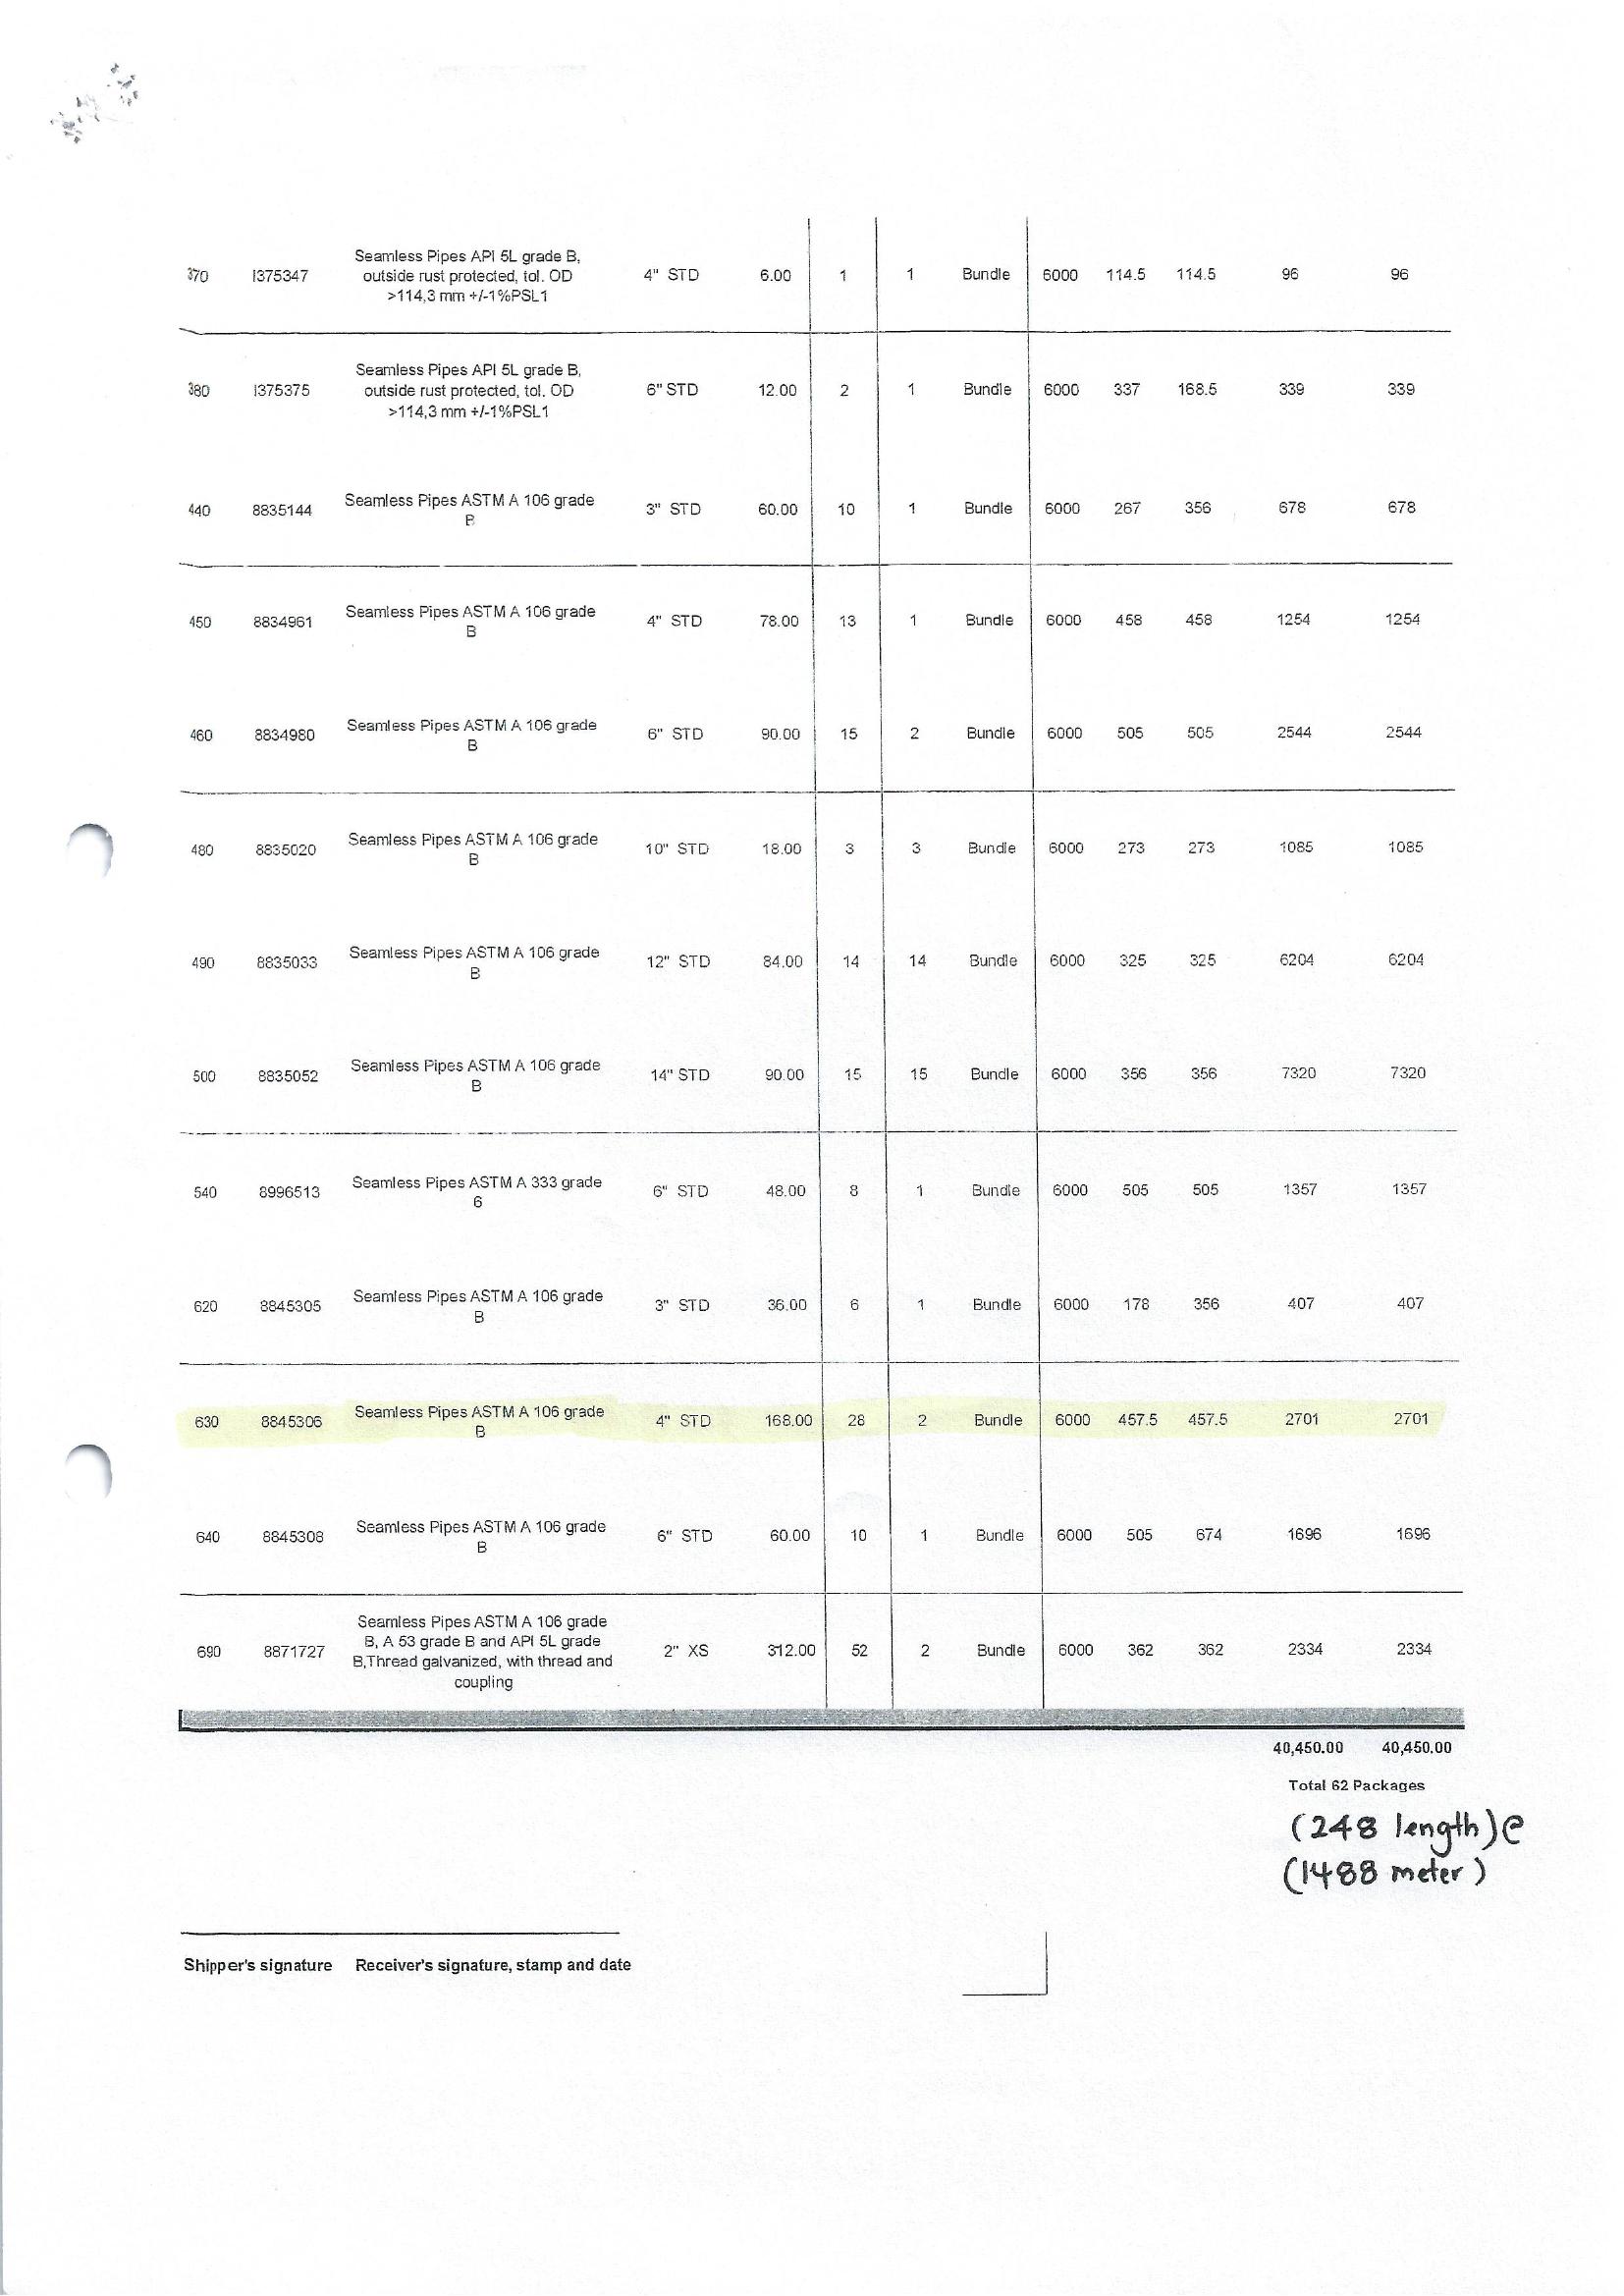 Seamless Pipes API 5L grade B,
370 I375347 outside rust protected, tol. OD 4" STD 6.00 1 1 Bundle 6000 114.5 114.5 96 96
>114,3 mm +/-1%PSL1
Seamless Pipes API 5L grade B,
380 I375375 outside rust protected, tol. OD 6" STD 12.00 2 1 Bundle 6000 337 168.5 339 339
>114,3 mm +/-1%PSL1
440 8835144 Seamless Pipes ASTM A 106 grade 3" STD 60.00 10 1 Bundle 6000 267 356 678 678
B
450 8834961 Seamless Pipes ASTM A 106 grade 4" STD 78.00 13 1 Bundle 6000 458 458 1254 1254
B
460 8834980 Seamless Pipes ASTM A 106 grade 6" STD 90.00 15 2 Bundle 6000 505 505 2544 2544
B
480 8835020 Seamless Pipes ASTM A 106 grade 10" STD 18.00 3 3 Bundle 6000 273 273 1085 1085
B
490 8835033 Seamless Pipes ASTM A 106 grade 12" STD 84.00 14 14 Bundle 6000 325 325 6204 6204
B
500 8835052 Seamless Pipes ASTM A 106 grade 14" STD 90.00 15 15 Bundle 6000 356 356 7320 7320
B
540 8996513 Seamless Pipes ASTM A 333 grade 6" STD 48.00 8 1 Bundle 6000 505 505 1357 1357
6
620 8845305 Seamless Pipes ASTM A 106 grade 3" STD 36.00 6 1 Bundle 6000 178 356 407 407
B
630 8845306 Seamless Pipes ASTM A 106 grade 4" STD 168.00 28 2 Bundle 6000 457.5 457.5 2701 2701
B
640 8845308 Seamless Pipes ASTM A 106 grade 6" STD 60.00 10 1 Bundle 6000 505 674 1696 1696
B
Seamless Pipes ASTM A 106 grade
690 8871727 B, A 53 grade B and API 5L grade 2" XS 312.00 52 2 Bundle 6000 362 362 2334 2334
B,Thread galvanized, with thread and
coupling
40,450.00 40,450.00
Total 62 Packages
(248 length)@
(1488 meter)
Shipper's signature Receiver's signature, stamp and date